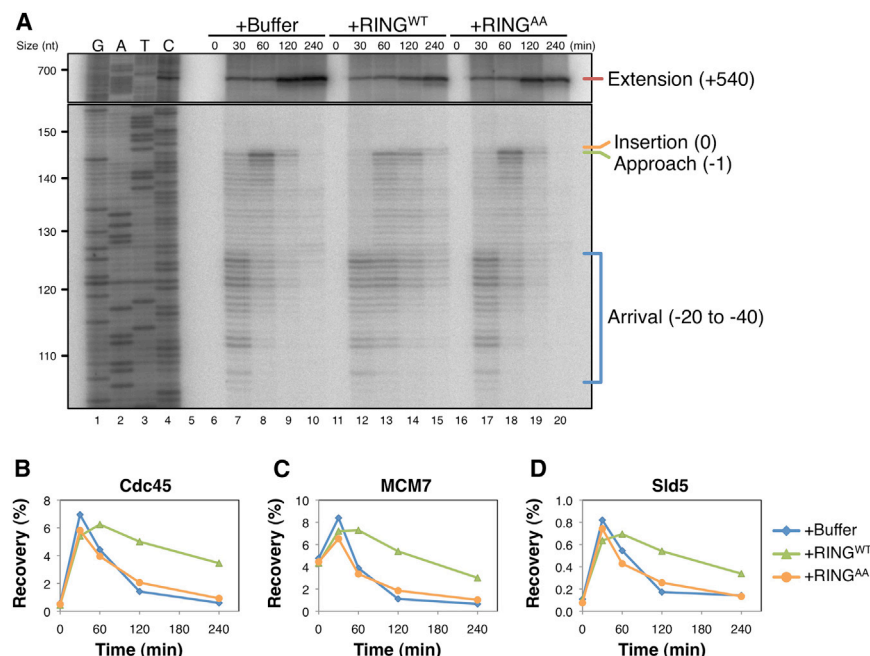 A
+Buffer +RING^WT +RING^AA
Size (nt) G A T C 0 30 60 120 240 0 30 60 120 240 0 30 60 120 240 (min)
700
Extension (+540)
150
Insertion (0)
Approach (-1)
140
130
120
Arrival (-20 to -40)
110
1 2 3 4 5 6 7 8 9 10 11 12 13 14 15 16 17 18 19 20
B Cdc45
Recovery (%)
8
6
4
2
0
0 60 120 180 240
Time (min)
C MCM7
Recovery (%)
10
8
6
4
2
0
0 60 120 180 240
Time (min)
D Sld5
Recovery (%)
1.0
0.8
0.6
0.4
0.2
0.0
0 60 120 180 240
Time (min)
+Buffer
+RING^WT
+RING^AA